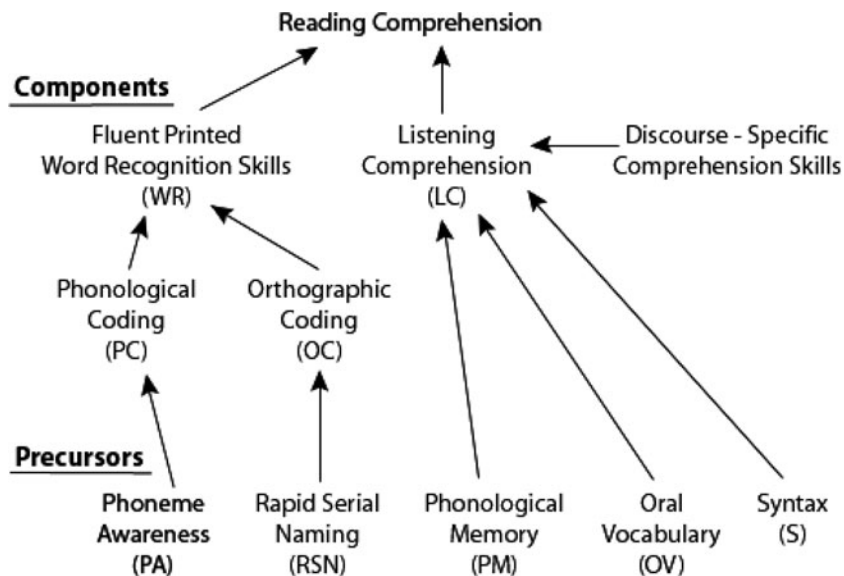 Reading Comprehension
Components
Fluent Printed
Word Recognition Skills
(WR)
Listening
Comprehension
(LC)
Discourse - Specific
Comprehension Skills
Phonological
Coding
(PC)
Orthographic
Coding
(OC)
Precursors
Phoneme
Awareness
(PA)
Rapid Serial
Naming
(RSN)
Phonological
Memory
(PM)
Oral
Vocabulary
(OV)
Syntax
(S)